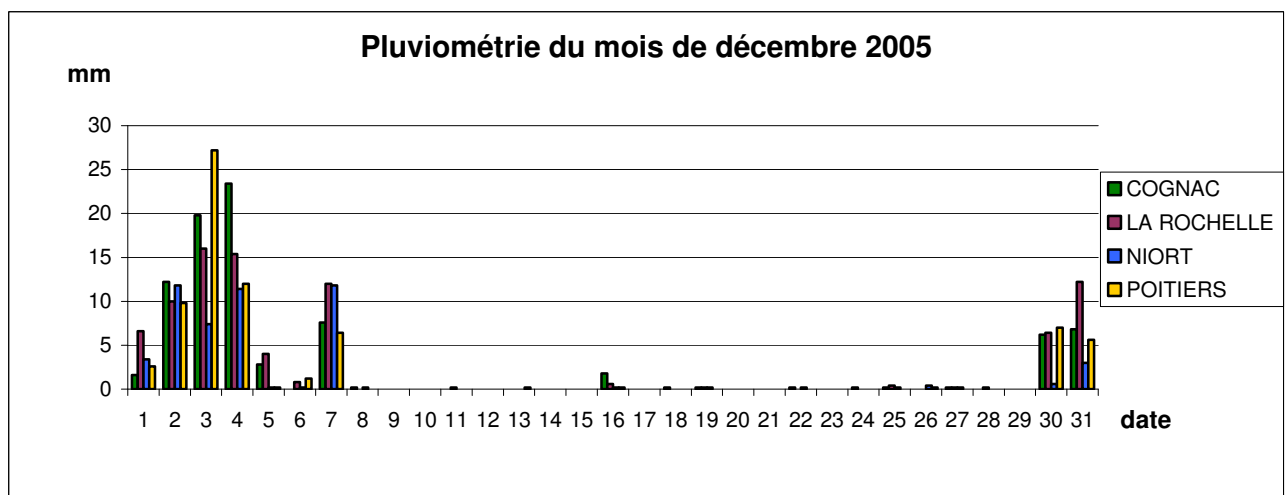 Pluviométrie du mois de décembre 2005
mm
30
25
20
15
10
5
0
1 2 3 4 5 6 7 8 9 10 11 12 13 14 15 16 17 18 19 20 21 22 23 24 25 26 27 28 29 30 31
date
COGNAC
LA ROCHELLE
NIORT
POITIERS